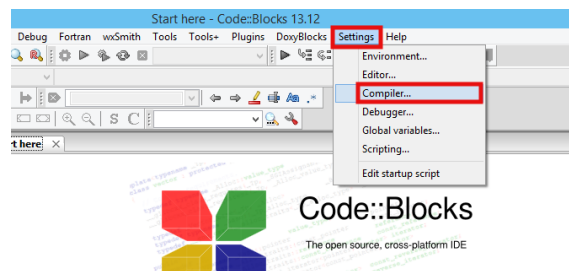 Start here - Code::Blocks 13.12
Debug Fortran wxSmith Tools Tools+ Plugins DoxyBlocks Settings Help
Environment...
Editor...
Compiler...
Debugger...
Global variables...
Scripting...
Edit startup script
S C
t here
Code::Blocks
The open source, cross-platform IDE